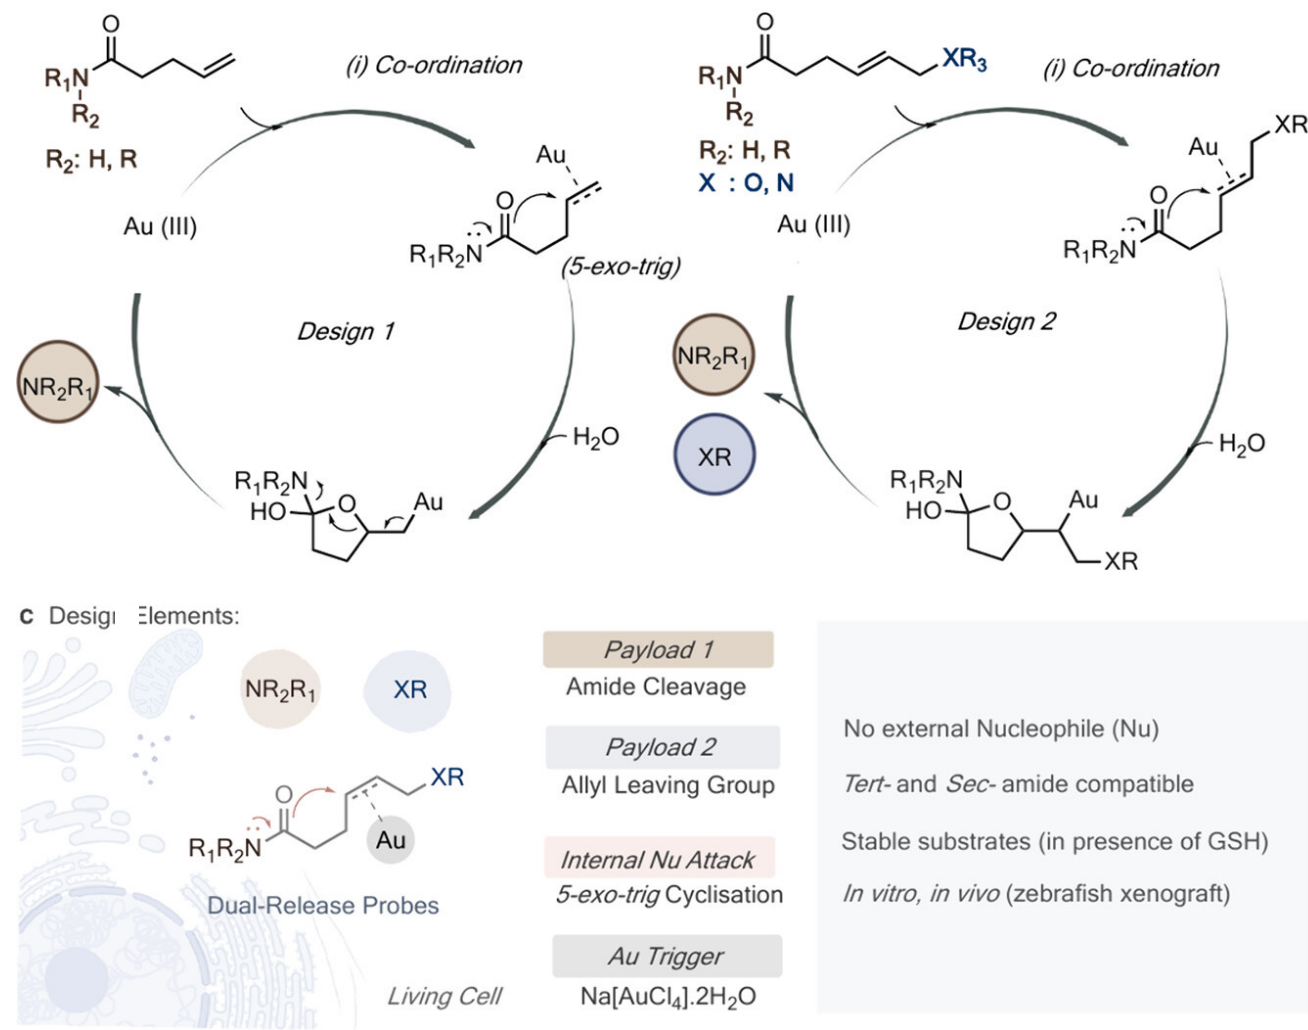 O
R₁N
R₂
R₂: H, R
(i) Co-ordination
Au (III)
Au
O
R₁R₂N
(5-exo-trig)
Design 1
NR₂R₁
H₂O
R₁R₂N
HO
O
Au
O
R₁N
R₂
XR₃
R₂: H, R
X : O, N
(i) Co-ordination
Au (III)
XR
Au
O
R₁R₂N
Design 2
NR₂R₁
XR
H₂O
R₁R₂N
HO
O
Au
XR
c Design Elements:
NR₂R₁
XR
O
XR
R₁R₂N
Au
Dual-Release Probes
Living Cell
Payload 1
Amide Cleavage
Payload 2
Allyl Leaving Group
Internal Nu Attack
5-exo-trig Cyclisation
Au Trigger
Na[AuCl₄].2H₂O
No external Nucleophile (Nu)
Tert- and Sec- amide compatible
Stable substrates (in presence of GSH)
In vitro, in vivo (zebrafish xenograft)